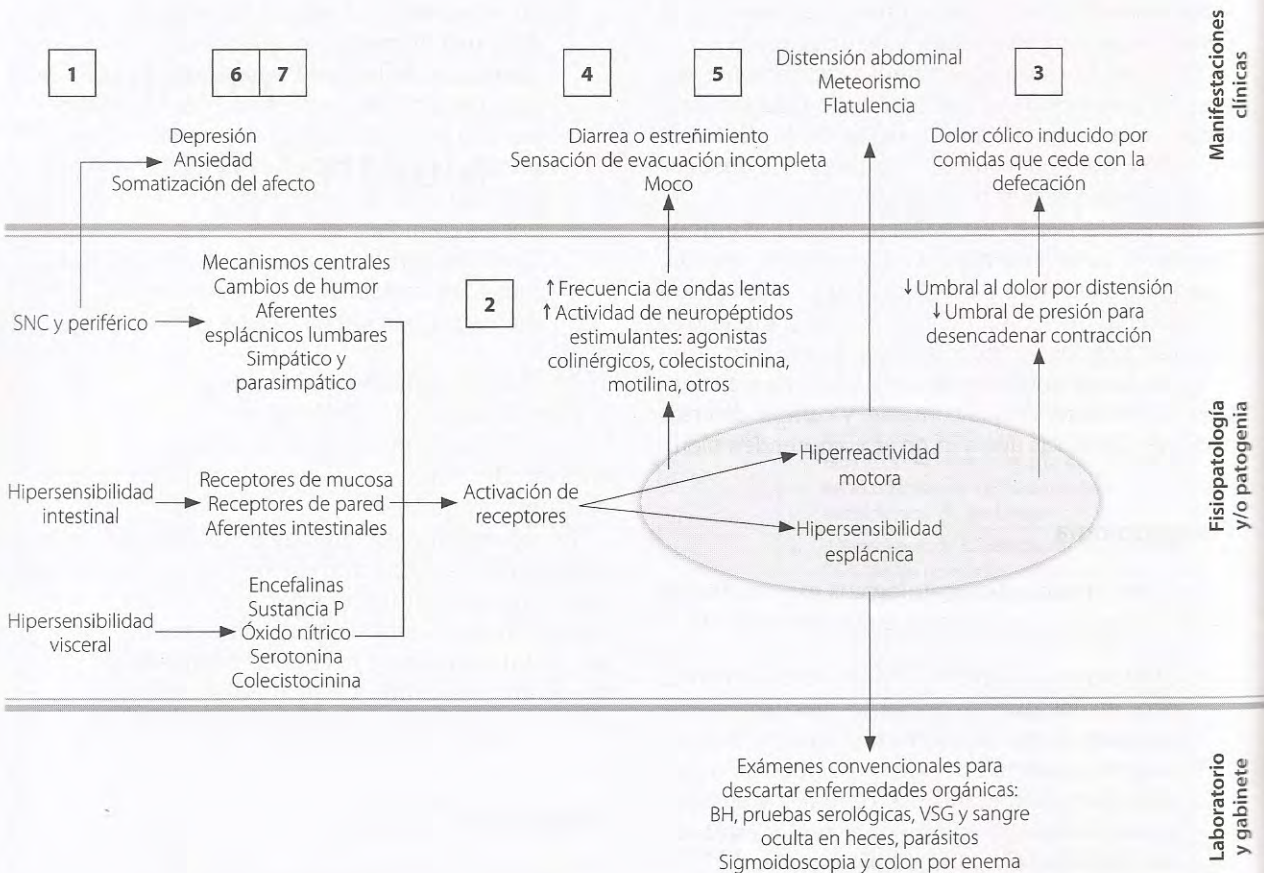 1
6 7
4
5
Distensión abdominal
Meteorismo
Flatulencia
3
Manifestaciones
clínicas
Depresión
Ansiedad
Somatización del afecto
Diarrea o estreñimiento
Sensación de evacuación incompleta
Moco
Dolor cólico inducido por
comidas que cede con la
defecación
SNC y periférico
Mecanismos centrales
Cambios de humor
Aferentes
esplácnicos lumbares
Simpático y
parasimpático
2
↑ Frecuencia de ondas lentas
↑ Actividad de neuropéptidos
estimulantes: agonistas
colinérgicos, colecistocinina,
motilina, otros
↓ Umbral al dolor por distensión
↓ Umbral de presión para
desencadenar contracción
Hipersensibilidad
intestinal
Receptores de mucosa
Receptores de pared
Aferentes intestinales
Activación de
receptores
Hiperreactividad
motora
Hipersensibilidad
esplácnica
Fisiopatología
y/o patogenia
Hipersensibilidad
visceral
Encefalinas
Sustancia P
Óxido nítrico
Serotonina
Colecistocinina
Exámenes convencionales para
descartar enfermedades orgánicas:
BH, pruebas serológicas, VSG y sangre
oculta en heces, parásitos
Sigmoidoscopia y colon por enema
Laboratorio
y gabinete